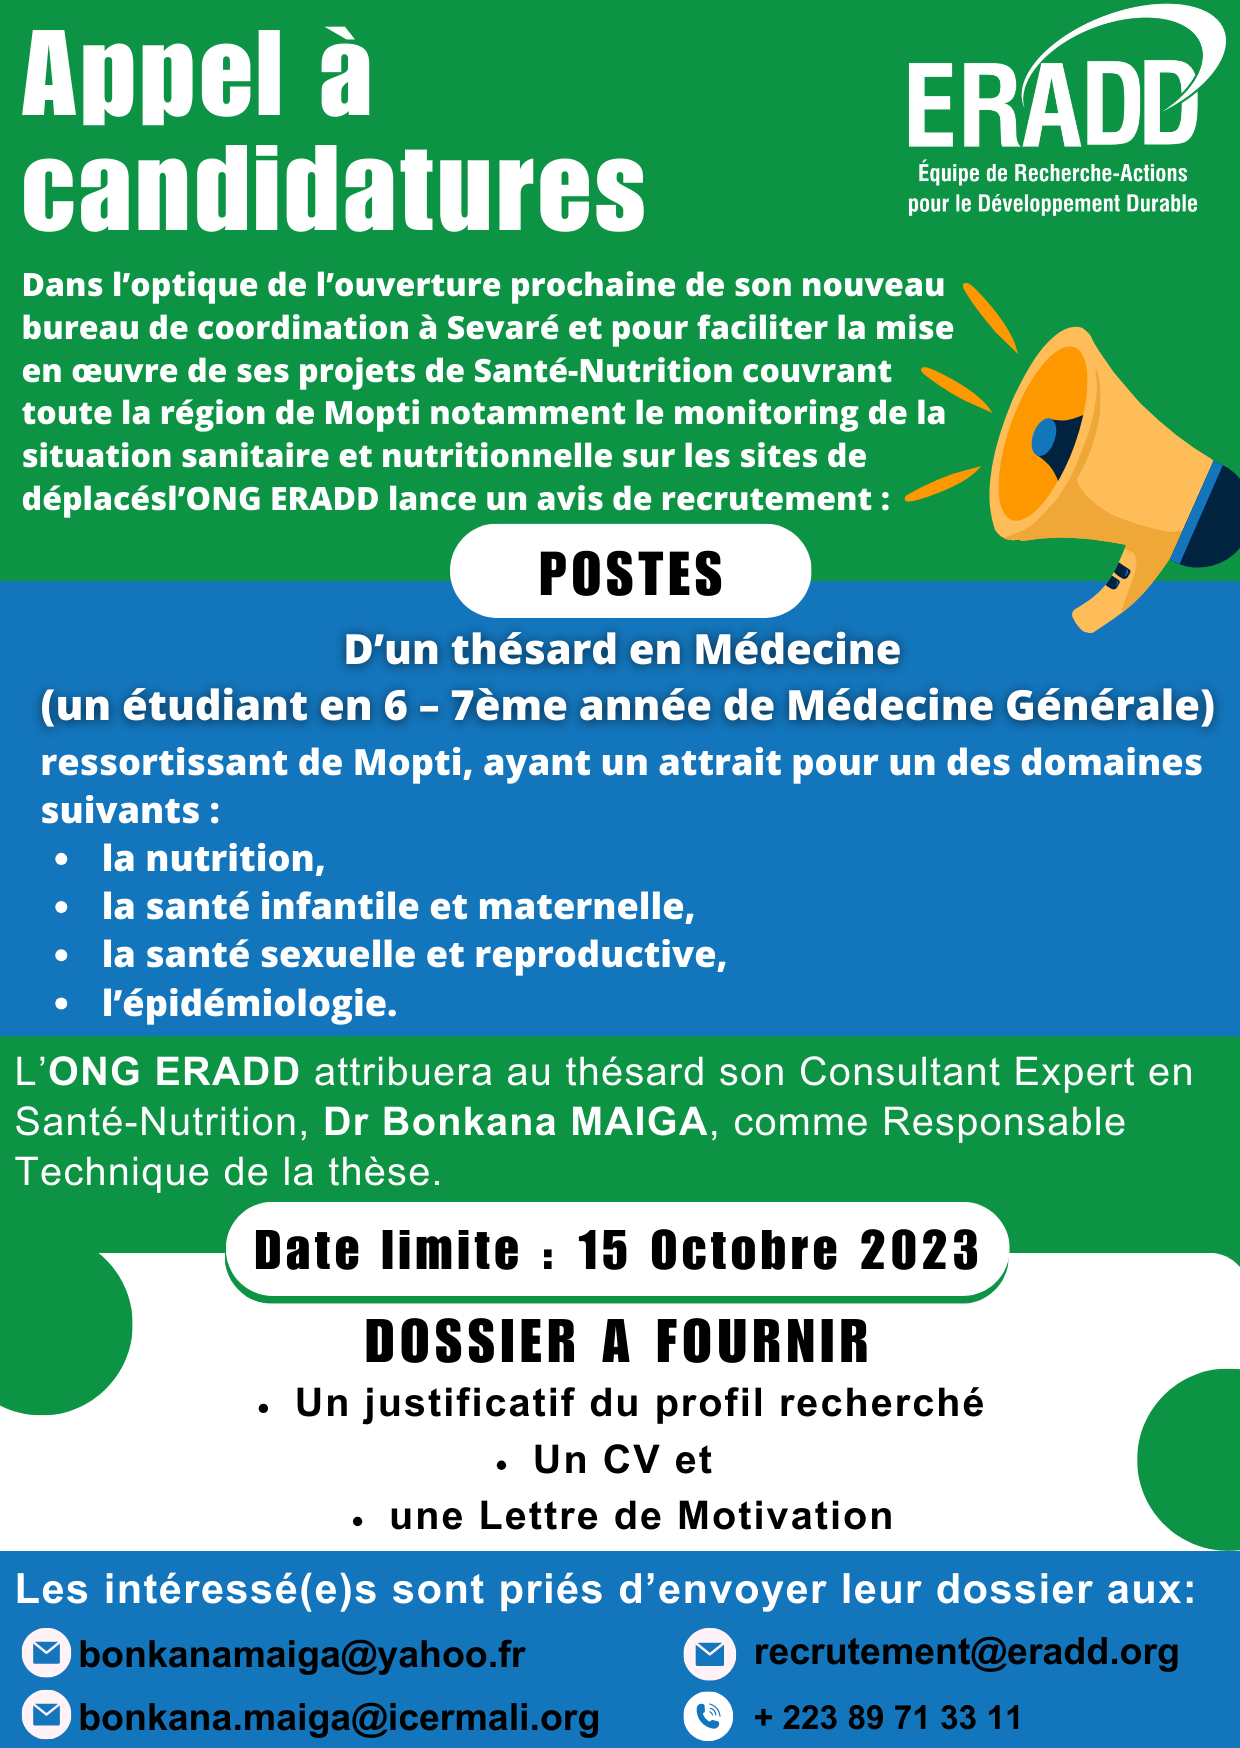 Appel à
candidatures
ERADD
Équipe de Recherche-Actions
pour le Développement Durable
Dans l’optique de l’ouverture prochaine de son nouveau
bureau de coordination à Sevaré et pour faciliter la mise
en œuvre de ses projets de Santé-Nutrition couvrant
toute la région de Mopti notamment le monitoring de la
situation sanitaire et nutritionnelle sur les sites de
déplacésl’ONG ERADD lance un avis de recrutement :
POSTES
D’un thésard en Médecine
(un étudiant en 6 – 7ème année de Médecine Générale)
ressortissant de Mopti, ayant un attrait pour un des domaines
suivants :
• la nutrition,
• la santé infantile et maternelle,
• la santé sexuelle et reproductive,
• l’épidémiologie.
L’ONG ERADD attribuera au thésard son Consultant Expert en
Santé-Nutrition, Dr Bonkana MAIGA, comme Responsable
Technique de la thèse.
Date limite : 15 Octobre 2023
DOSSIER A FOURNIR
• Un justificatif du profil recherché
• Un CV et
• une Lettre de Motivation
Les intéressé(e)s sont priés d’envoyer leur dossier aux:
bonkanamaiga@yahoo.fr
recrutement@eradd.org
bonkana.maiga@icermali.org
+ 223 89 71 33 11